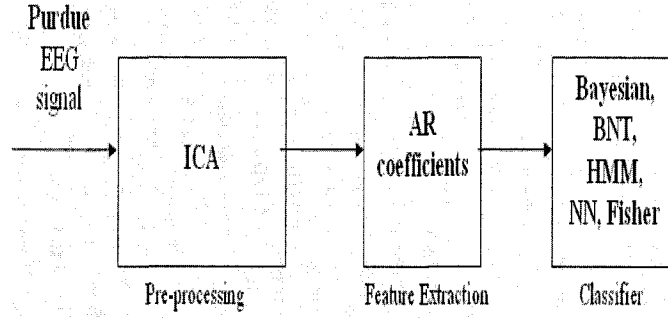 Purdue
EEG
signal
ICA
AR
coefficients
Bayesian,
BNT,
HMM,
NN, Fisher
Pre-processing
Feature Extraction
Classifier